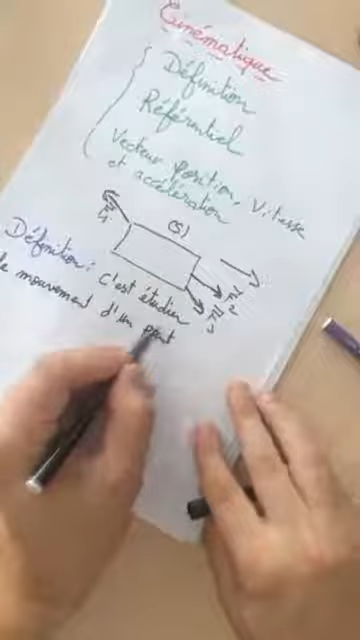 Cinématique
Définition
Référentiel
Vecteur position, Vitesse
et accélération
(S)
Définition : C'est étudier
le mouvement d'un point